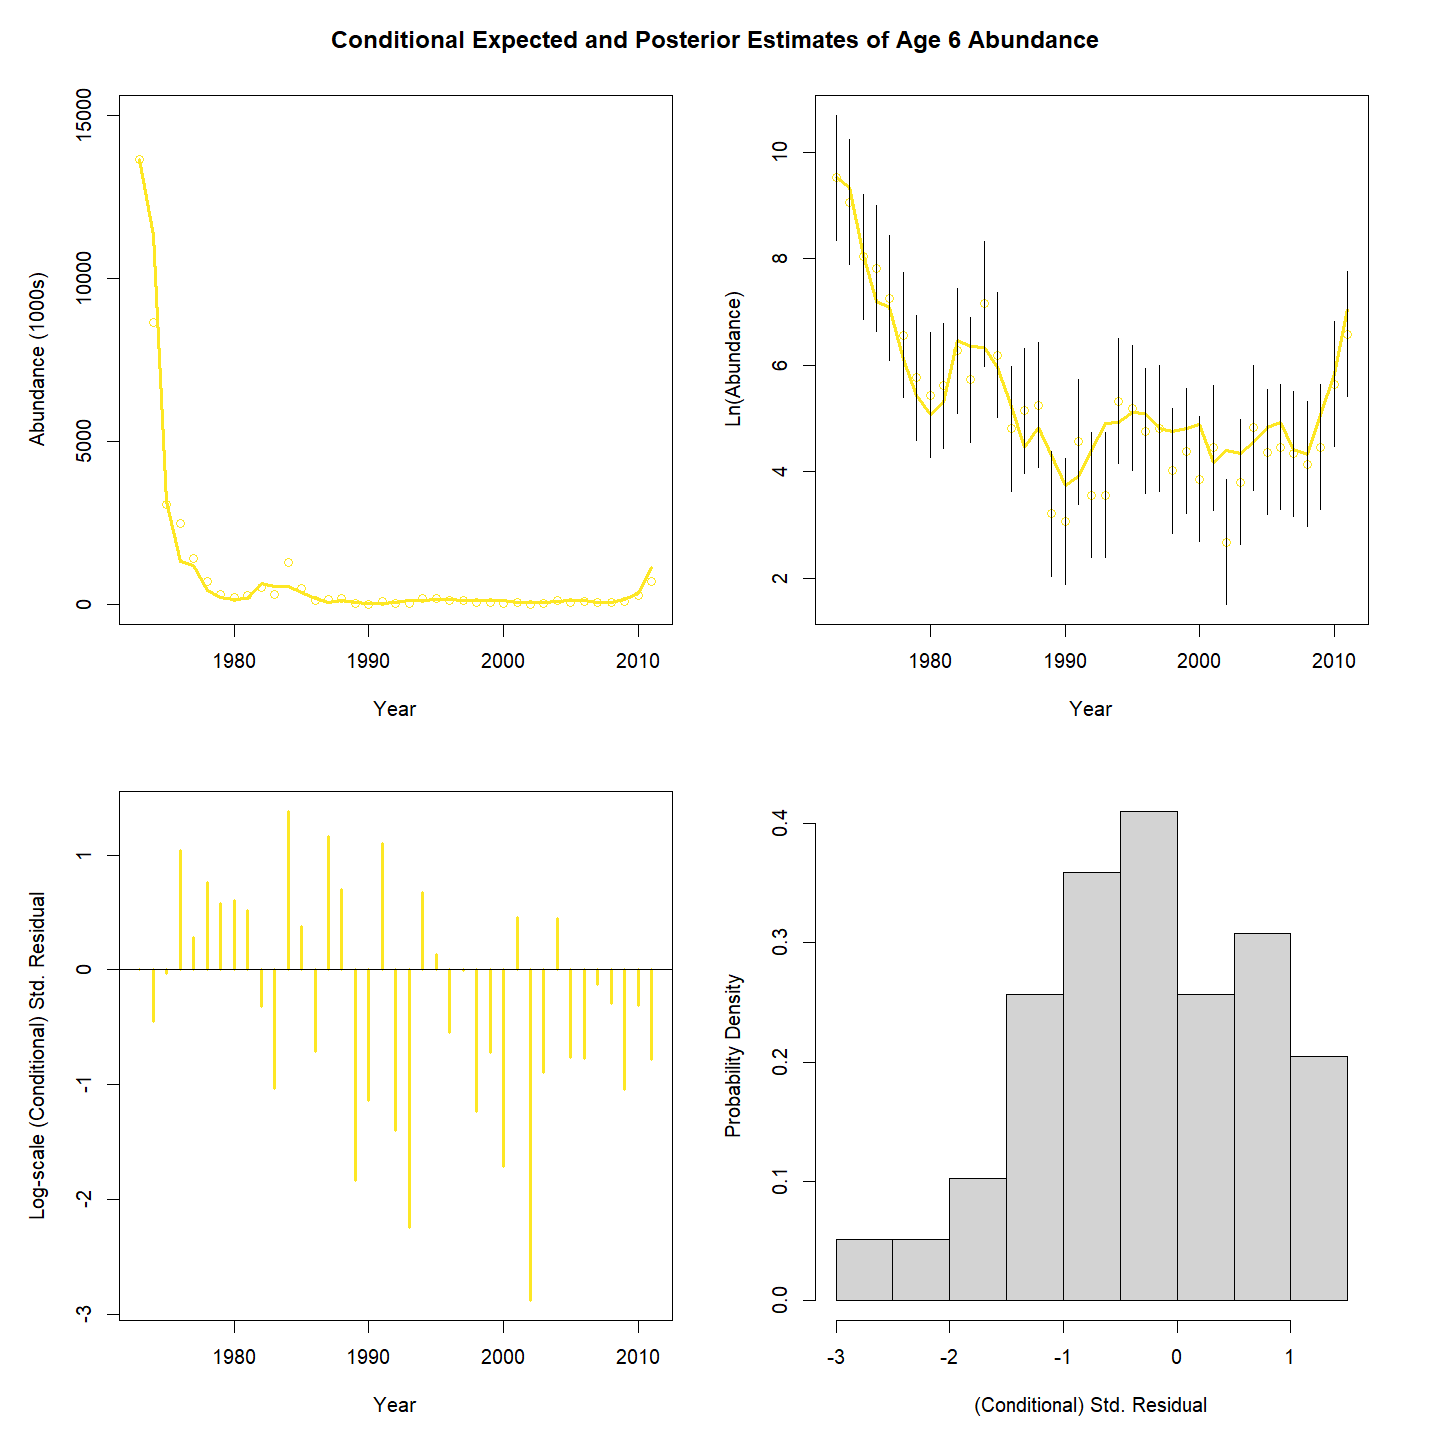 Conditional Expected and Posterior Estimates of Age 6 Abundance
Abundance (1000s)
15000
10000
5000
0
1980 1990 2000 2010
Year
Ln(Abundance)
10
8
6
4
2
1980 1990 2000 2010
Year
Log-scale (Conditional) Std. Residual
1
0
-1
-2
-3
1980 1990 2000 2010
Year
Probability Density
0.4
0.3
0.2
0.1
0.0
-3 -2 -1 0 1
(Conditional) Std. Residual